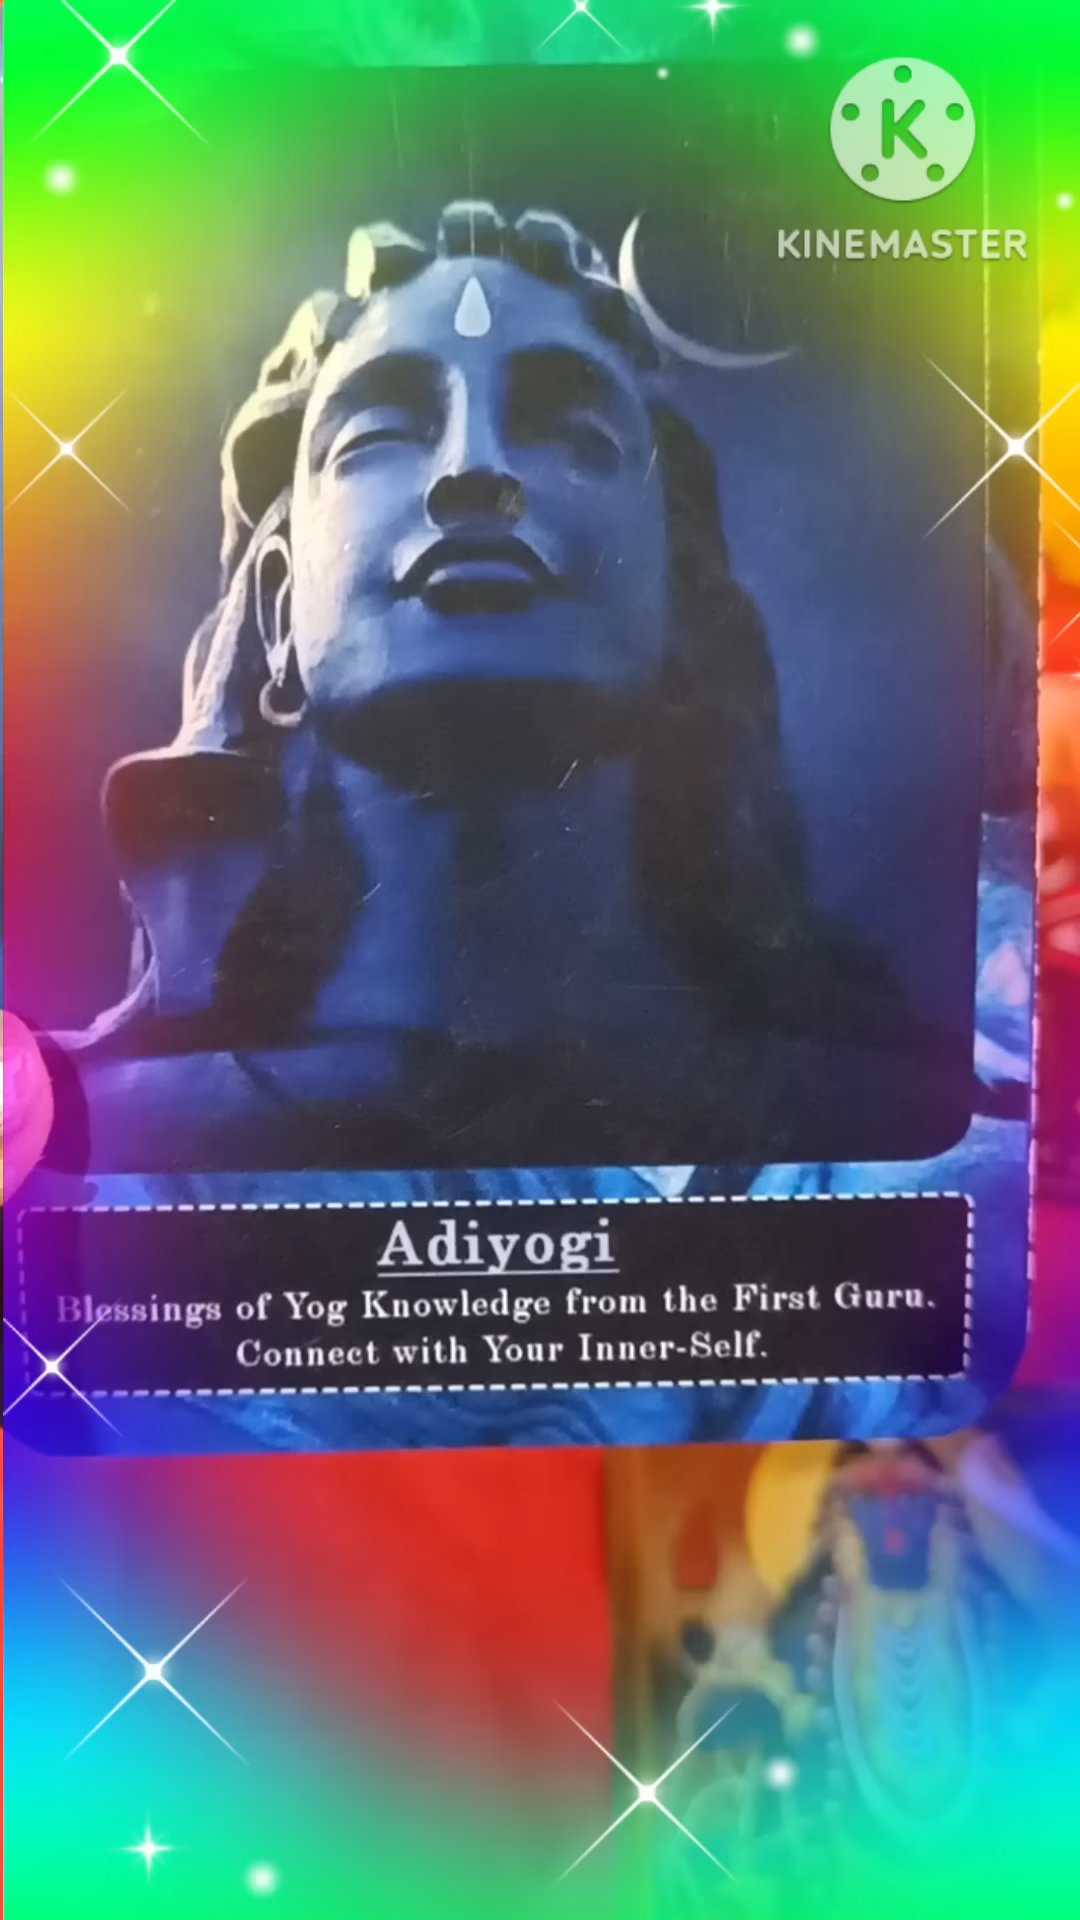 K
KINEMASTER
Adiyogi
Blessings of Yog Knowledge from the First Guru.
Connect with Your Inner-Self.